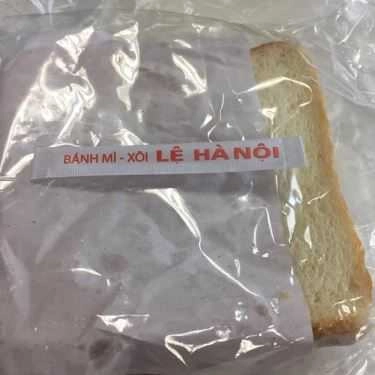 BÁNH MÌ - XÔI LỆ HÀ NỘI